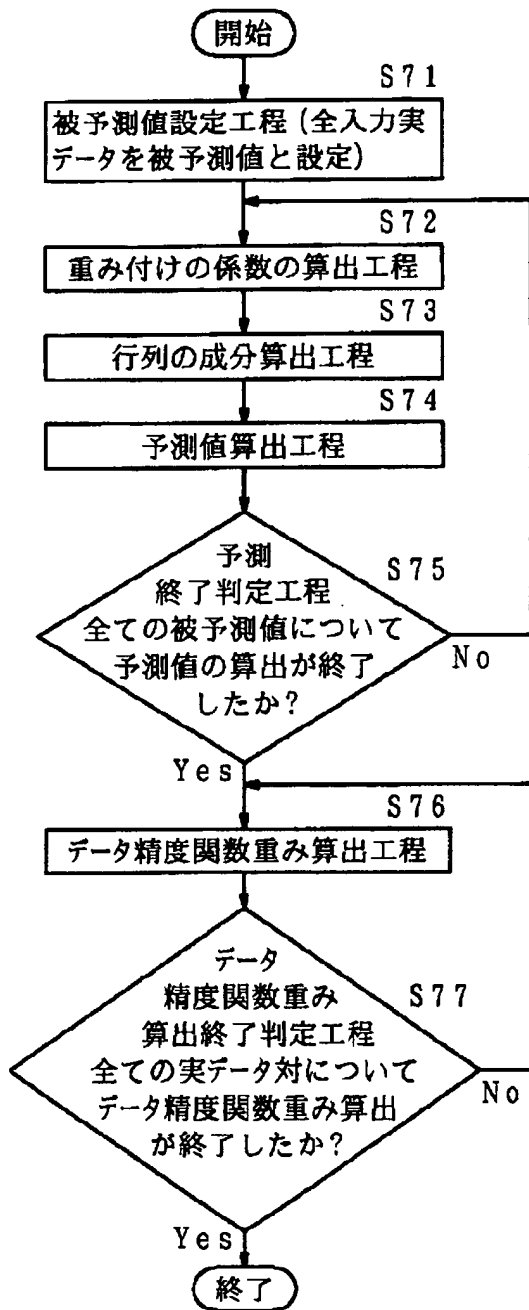 開始
S71
被予測値設定工程(全入力実
データを被予測値と設定)
S72
重み付けの係数の算出工程
S73
行列の成分算出工程
S74
予測値算出工程
S75
予測
終了判定工程
全ての被予測値について
予測値の算出が終了
したか?
No
Yes
S76
データ精度関数重み算出工程
S77
データ
精度関数重み
算出終了判定工程
全ての実データ対について
データ精度関数重み算出
が終了したか?
No
Yes
終了